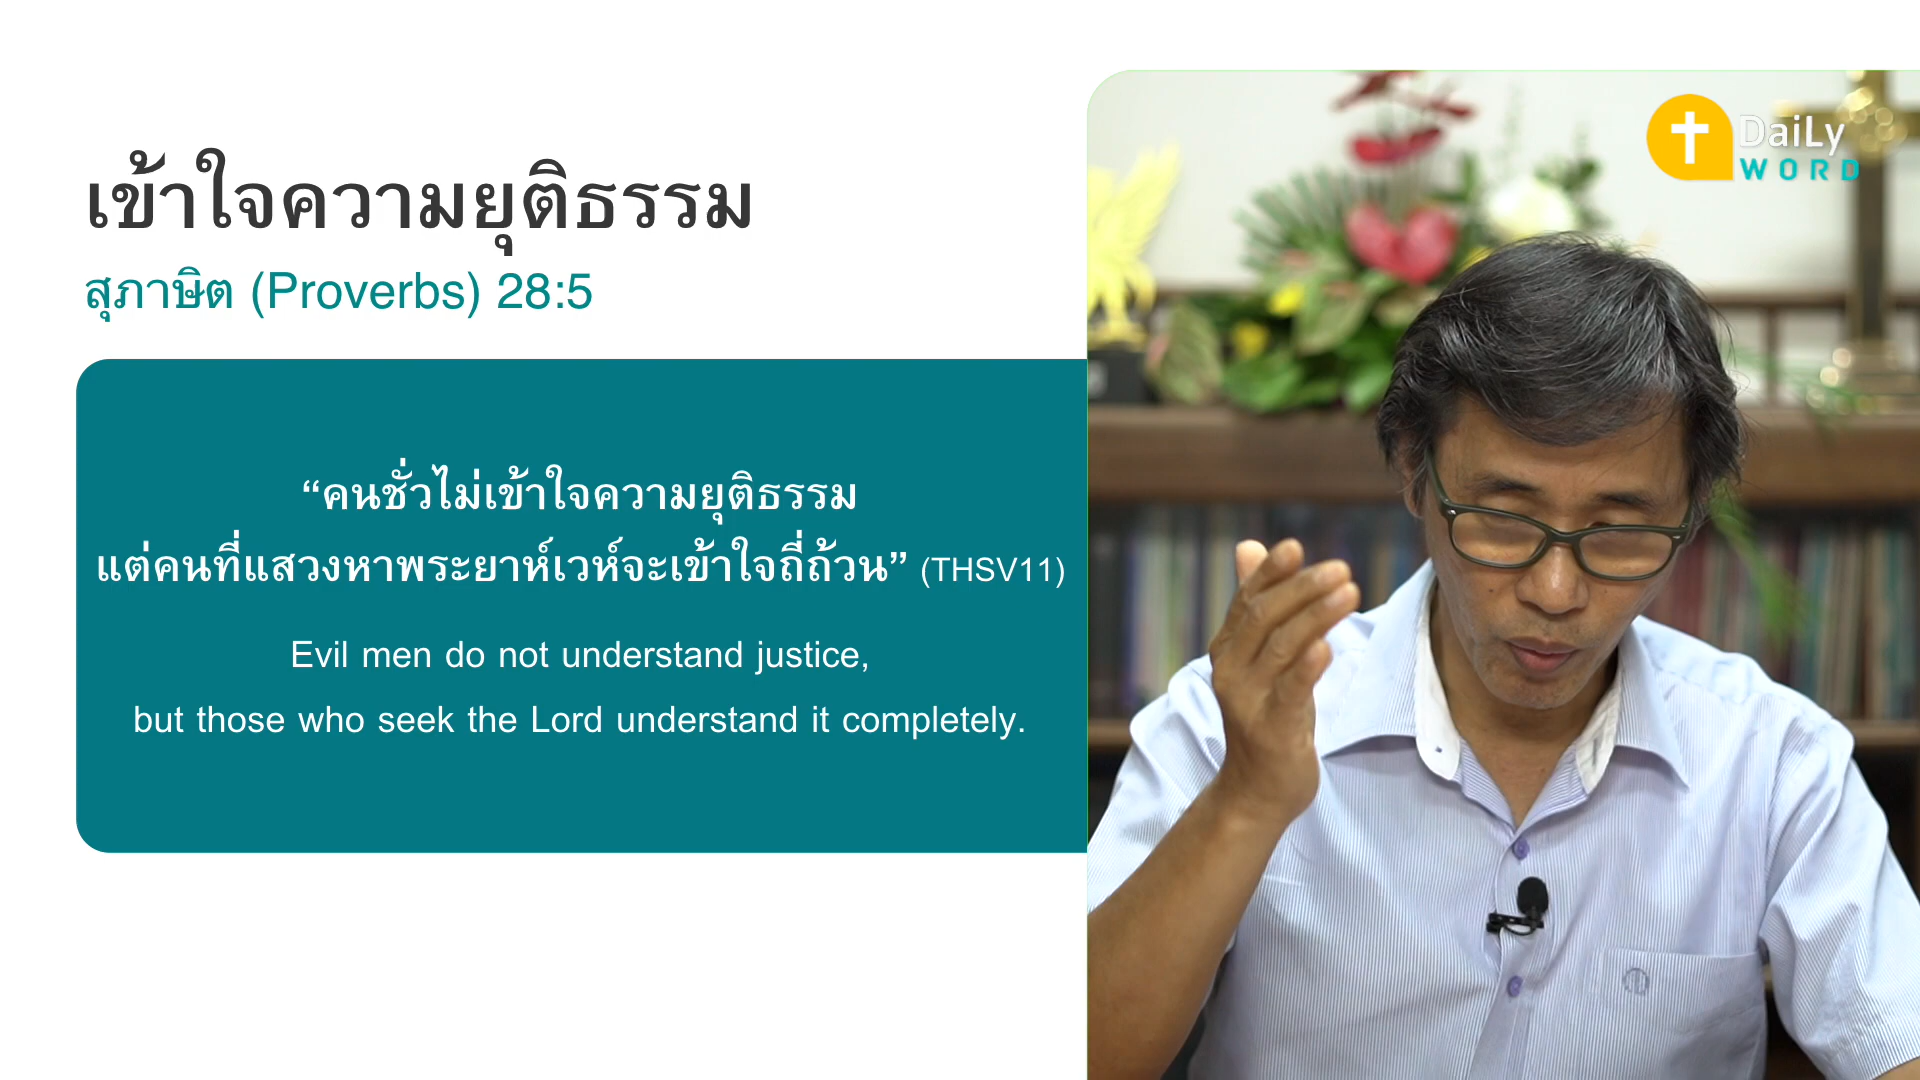 เข้าใจความยุติธรรม
สุภาษิต (Proverbs) 28:5
“คนชั่วไม่เข้าใจความยุติธรรม
แต่คนที่แสวงหาพระยาห์เวห์จะเข้าใจถี่ถ้วน” (THSV11)
Evil men do not understand justice,
but those who seek the Lord understand it completely.
DaiLy
WORD